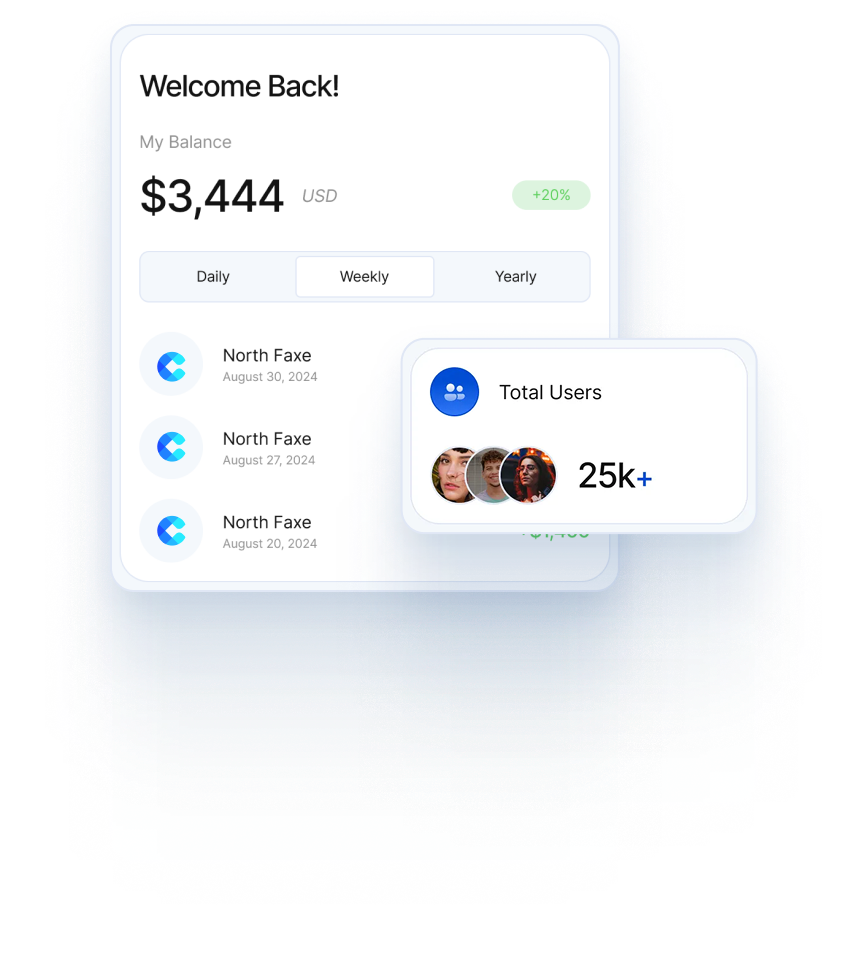 Welcome Back!
My Balance
$3,444 USD
+20%
Daily Weekly Yearly
North Faxe
August 30, 2024
North Faxe
August 27, 2024
North Faxe
August 20, 2024
Total Users
25k+